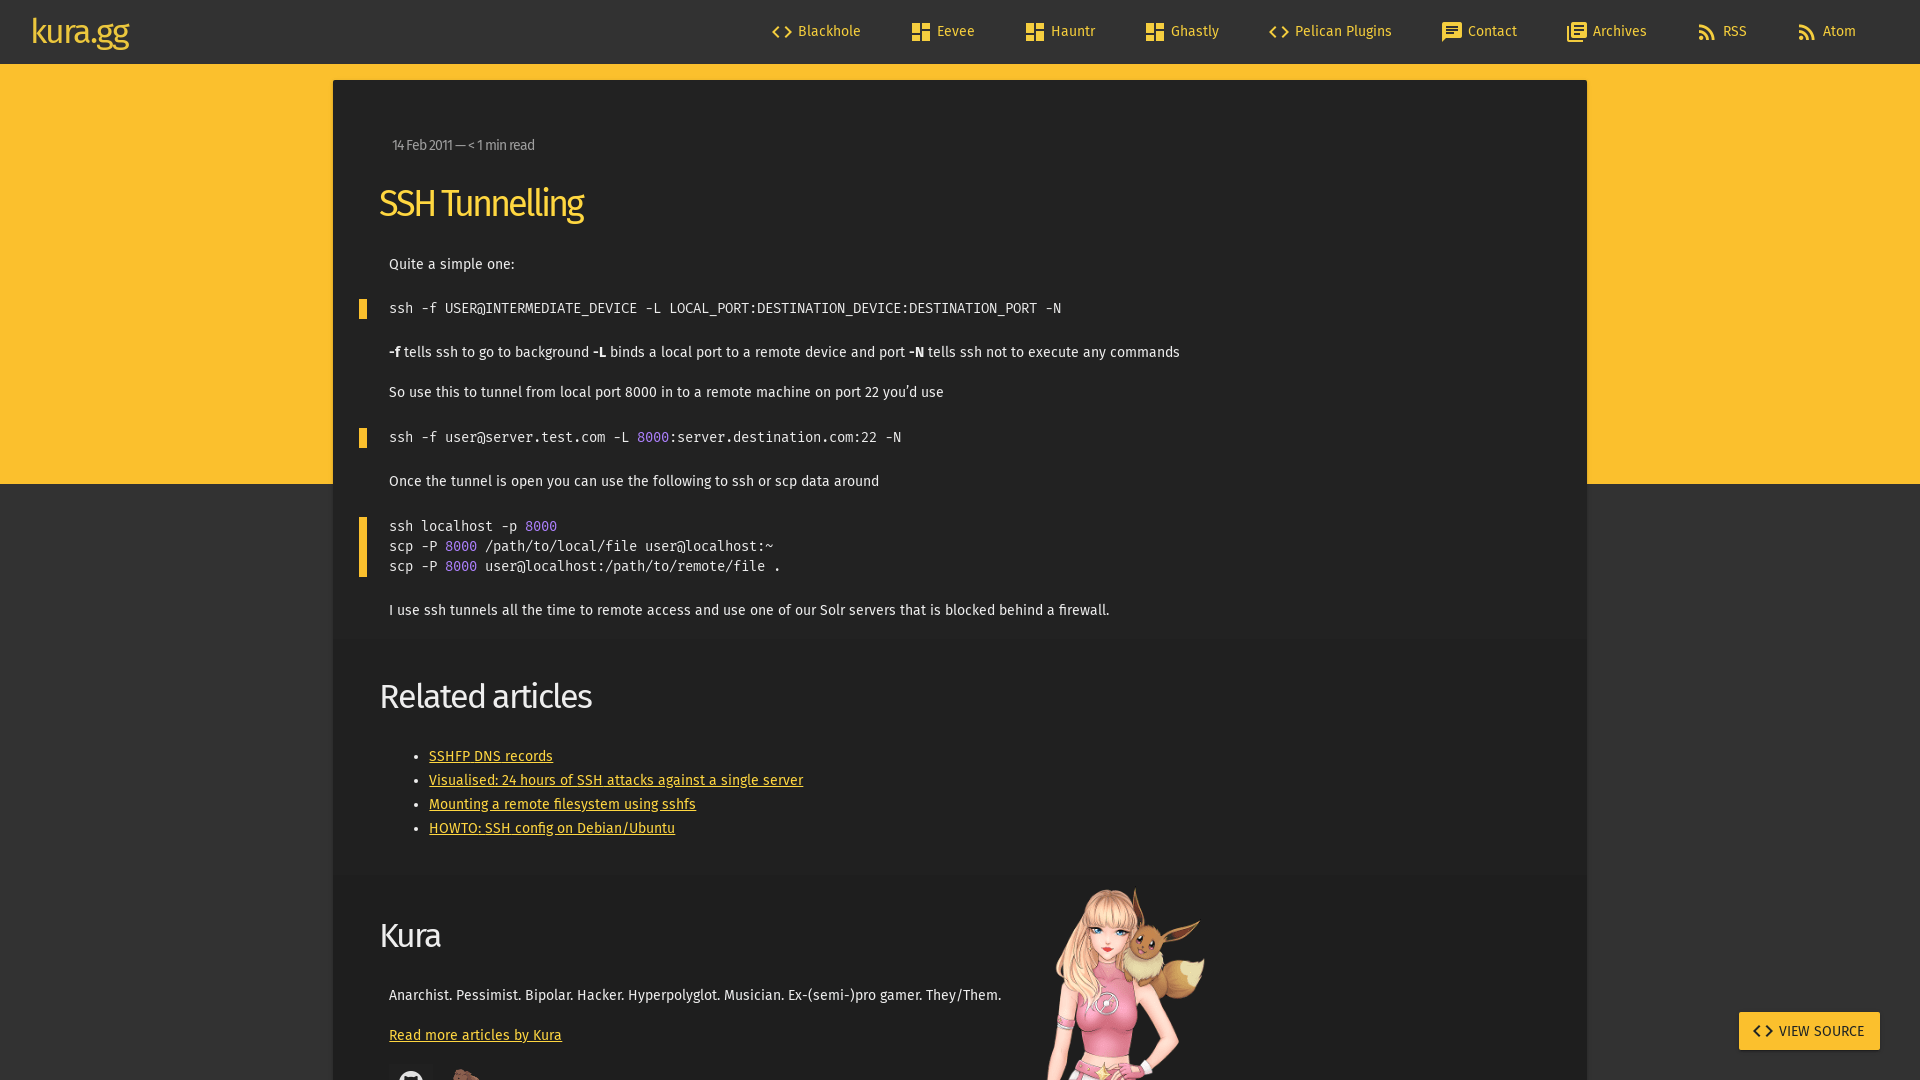 kura.gg
Blackhole
Eevee
Hauntr
Ghastly
Pelican Plugins
Contact
Archives
RSS
Atom
14 Feb 2011 — < 1 min read
SSH Tunnelling
Quite a simple one:
ssh -f USER@INTERMEDIATE_DEVICE -L LOCAL_PORT:DESTINATION_DEVICE:DESTINATION_PORT -N
-f tells ssh to go to background -L binds a local port to a remote device and port -N tells ssh not to execute any commands
So use this to tunnel from local port 8000 in to a remote machine on port 22 you’d use
ssh -f user@server.test.com -L 8000:server.destination.com:22 -N
Once the tunnel is open you can use the following to ssh or scp data around
ssh localhost -p 8000
scp -P 8000 /path/to/local/file user@localhost:~
scp -P 8000 user@localhost:/path/to/remote/file .
I use ssh tunnels all the time to remote access and use one of our Solr servers that is blocked behind a firewall.
Related articles
SSHFP DNS records
Visualised: 24 hours of SSH attacks against a single server
Mounting a remote filesystem using sshfs
HOWTO: SSH config on Debian/Ubuntu
Kura
Anarchist. Pessimist. Bipolar. Hacker. Hyperpolyglot. Musician. Ex-(semi-)pro gamer. They/Them.
Read more articles by Kura
VIEW SOURCE